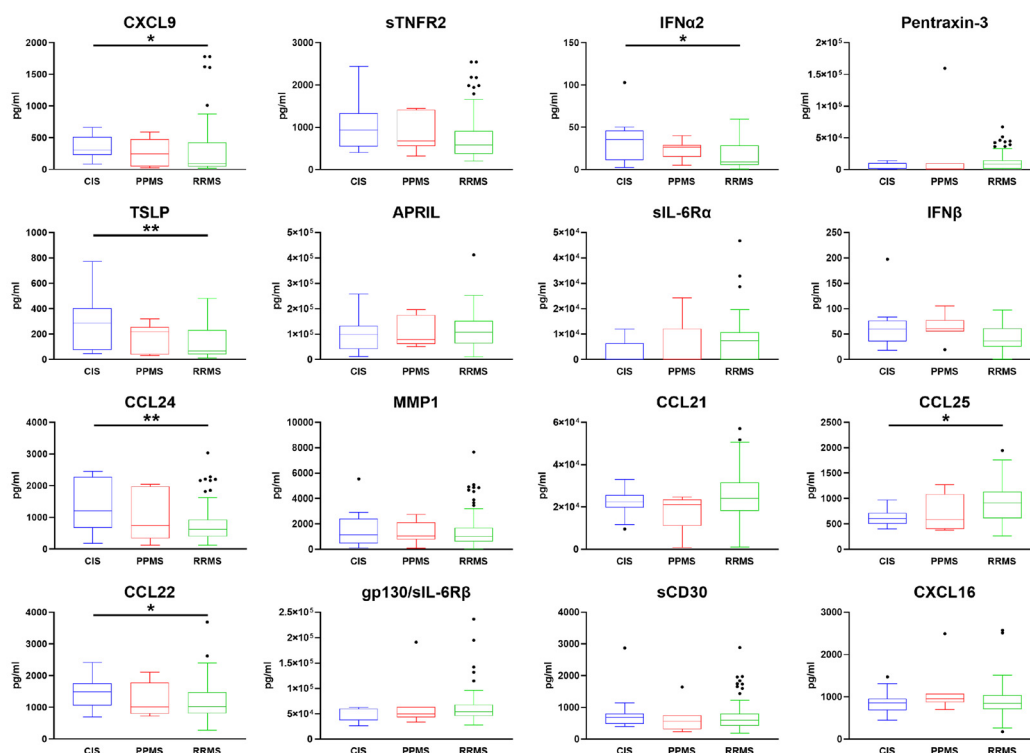 CXCL9 sTNFR2 IFNα2 Pentraxin-3
2000 * 3000 150 * 2×10⁵
1500 100 1.5×10⁵
pg/ml 2000 pg/ml pg/ml pg/ml
1000 1×10⁵
500 1000 50 5×10⁴
0 0 0 0
CIS PPMS RRMS CIS PPMS RRMS CIS PPMS RRMS CIS PPMS RRMS
TSLP APRIL sIL-6Rα IFNβ
1000 ** 5×10⁵ 5×10⁴ 250
800 4×10⁵ 4×10⁴ 200
pg/ml 600 pg/ml 3×10⁵ pg/ml 3×10⁴ pg/ml 150
400 2×10⁵ 2×10⁴ 100
200 1×10⁵ 1×10⁴ 50
0 0 0 0
CIS PPMS RRMS CIS PPMS RRMS CIS PPMS RRMS CIS PPMS RRMS
CCL24 MMP1 CCL21 CCL25
4000 ** 10000 6×10⁴ 2500 *
3000 8000 2000
pg/ml 2000 pg/ml 6000 pg/ml 4×10⁴ pg/ml 1500
4000 2×10⁴ 1000
1000 2000 500
0 0 0 0
CIS PPMS RRMS CIS PPMS RRMS CIS PPMS RRMS CIS PPMS RRMS
CCL22 gp130/sIL-6Rβ sCD30 CXCL16
4000 * 2.5×10⁵ 4000 3000
3000 2×10⁵ 3000
pg/ml 2000 pg/ml 1.5×10⁵ pg/ml 2000 pg/ml 2000
1×10⁵
1000 5×10⁴ 1000 1000
0 0 0 0
CIS PPMS RRMS CIS PPMS RRMS CIS PPMS RRMS CIS PPMS RRMS